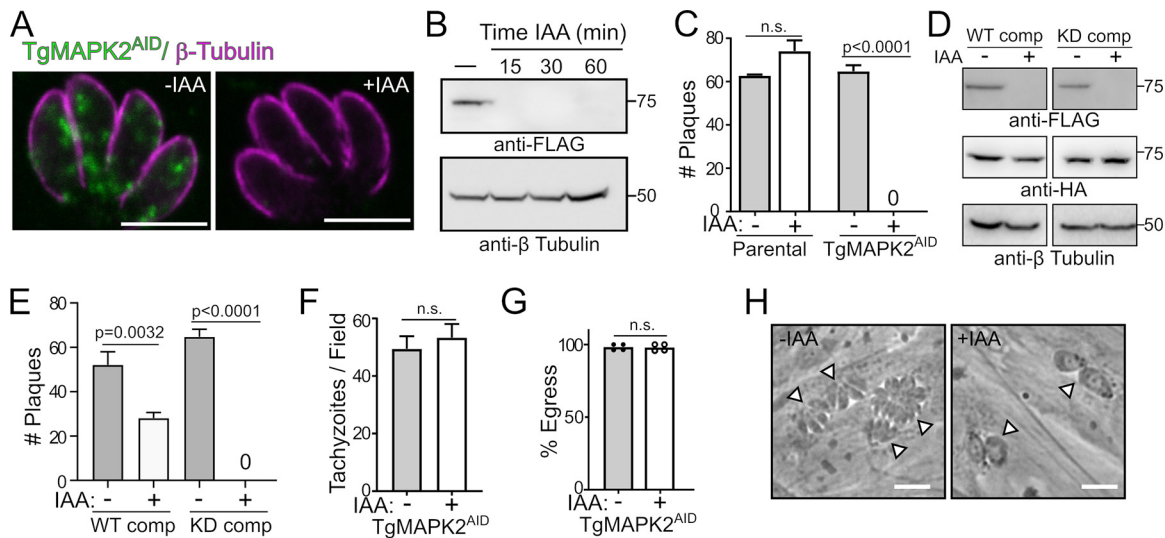 A
TgMAPK2AID/ β-Tubulin
-IAA
+IAA
B
Time IAA (min)
— 15 30 60
75
anti-FLAG
50
anti-β Tubulin
C
# Plaques
80
60
40
20
0
n.s.
p<0.0001
0
IAA: - + - +
Parental TgMAPK2AID
D
WT comp KD comp
IAA - + - +
75
anti-FLAG
75
anti-HA
50
anti-β Tubulin
E
# Plaques
80
60
40
20
0
p=0.0032
p<0.0001
0
IAA: - + - +
WT comp KD comp
F
Tachyzoites / Field
60
40
20
0
n.s.
IAA: - +
TgMAPK2AID
G
% Egress
100
50
0
n.s.
IAA: - +
TgMAPK2AID
H
-IAA
+IAA